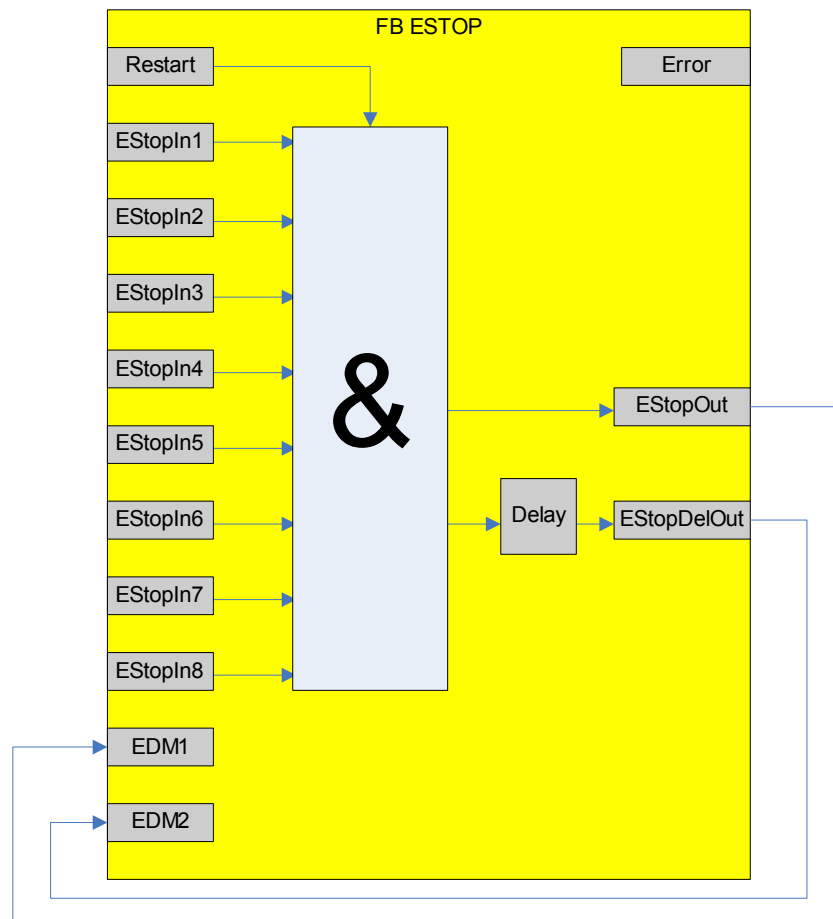 FB ESTOP
Restart
Error
EStopIn1
EStopIn2
EStopIn3
EStopIn4
EStopIn5
EStopIn6
EStopIn7
EStopIn8
&
EStopOut
Delay
EStopDelOut
EDM1
EDM2